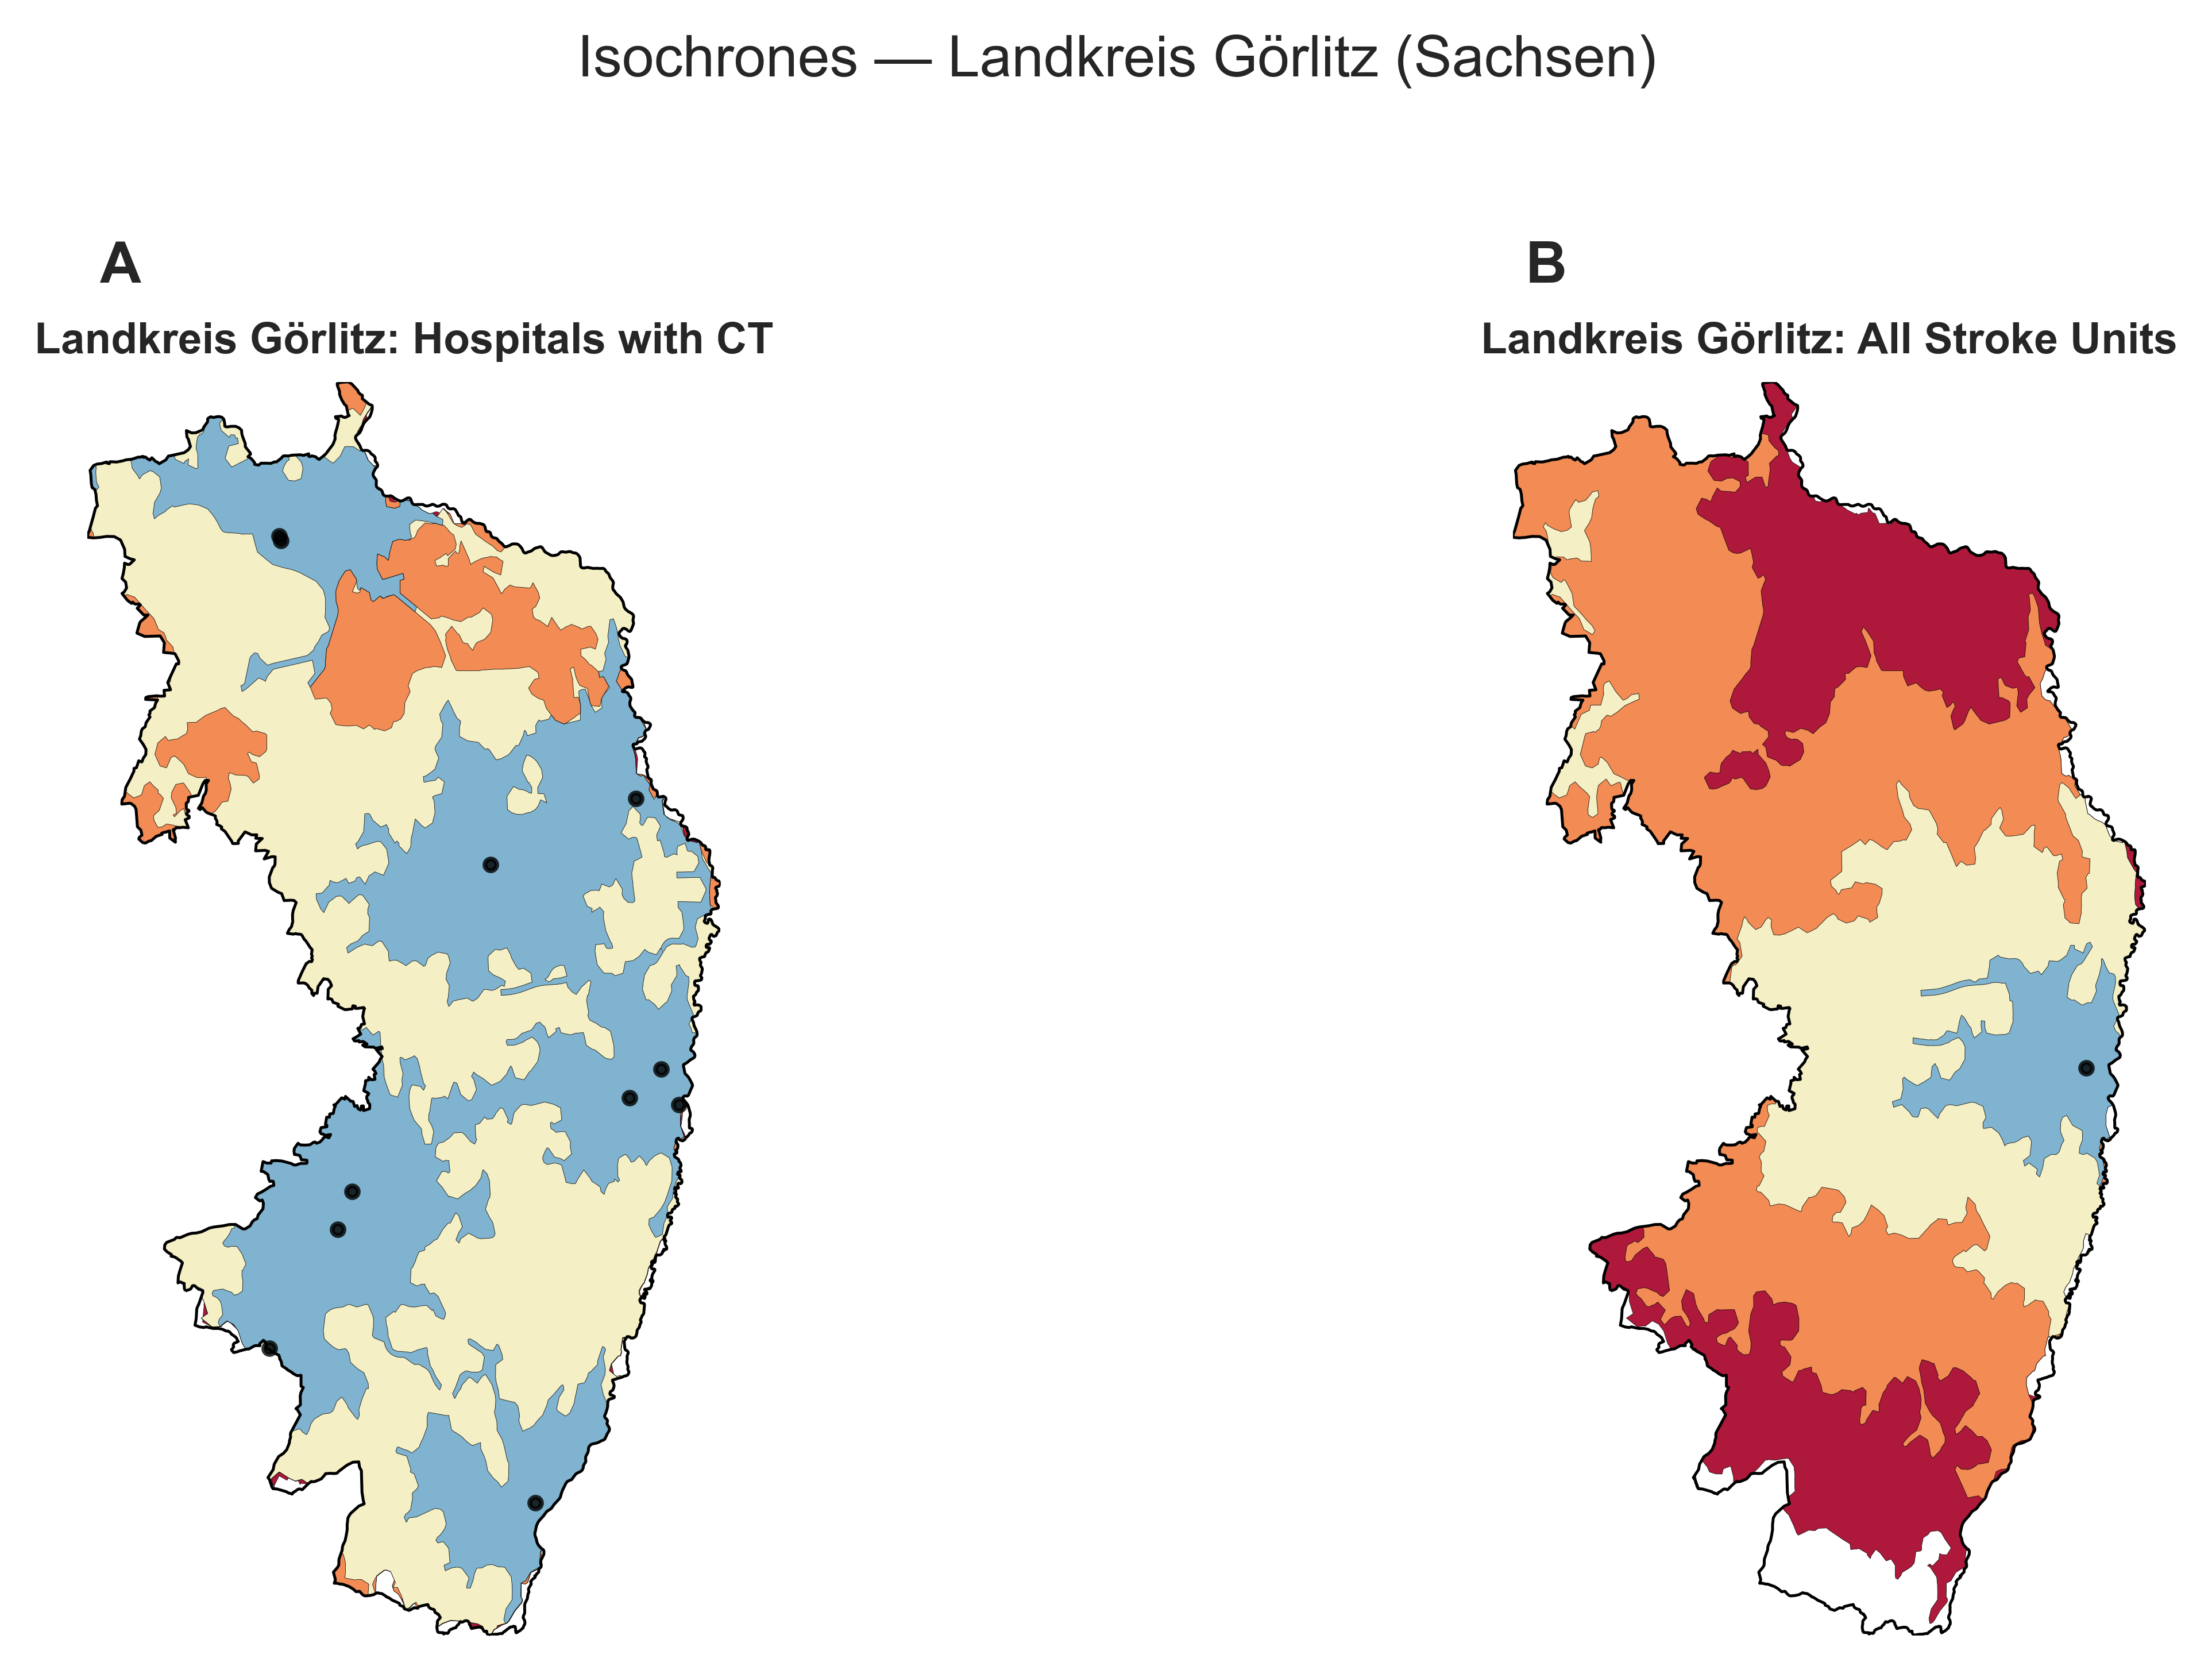 Isochrones — Landkreis Görlitz (Sachsen)
A
Landkreis Görlitz: Hospitals with CT
B
Landkreis Görlitz: All Stroke Units